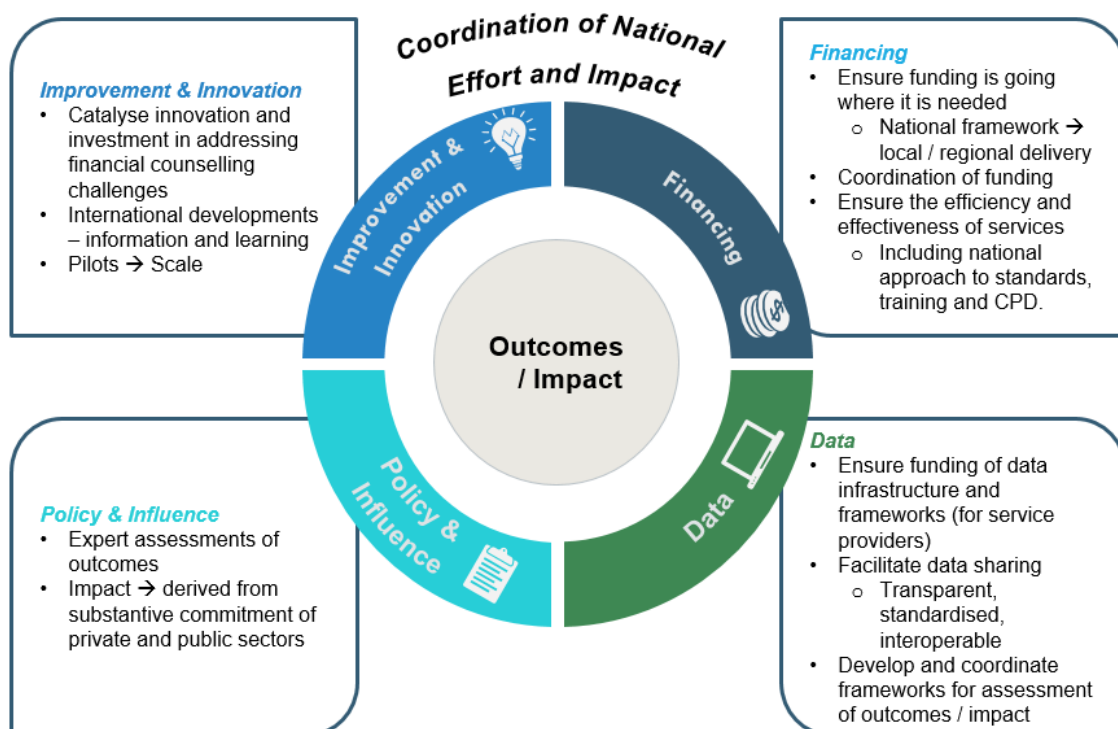 Coordination of National
Effort and Impact
Improvement & Innovation
• Catalyse innovation and
investment in addressing
financial counselling
challenges
• International developments
– information and learning
• Pilots → Scale
Financing
• Ensure funding is going
where it is needed
o National framework →
local / regional delivery
• Coordination of funding
• Ensure the efficiency and
effectiveness of services
o Including national
approach to standards,
training and CPD.
Improvement &
Innovation
Financing
$
Outcomes
/ Impact
Policy &
Influence
Data
Policy & Influence
• Expert assessments of
outcomes
• Impact → derived from
substantive commitment of
private and public sectors
Data
• Ensure funding of data
infrastructure and
frameworks (for service
providers)
• Facilitate data sharing
o Transparent,
standardised,
interoperable
• Develop and coordinate
frameworks for assessment
of outcomes / impact